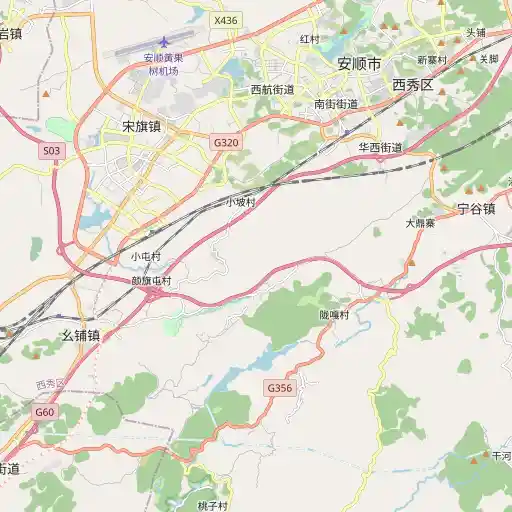 X436
红村
头铺
岩镇
安顺黄果
树机场
安顺市
新寨村
关脚
西航街道
西秀区
南街街道
宋旗镇
G320
华西街道
S03
小坡村
宁谷镇
大鼎寨
小屯村
颜旗屯村
陇嘎村
幺铺镇
西秀区
G356
G60
街道
干河
桃子村